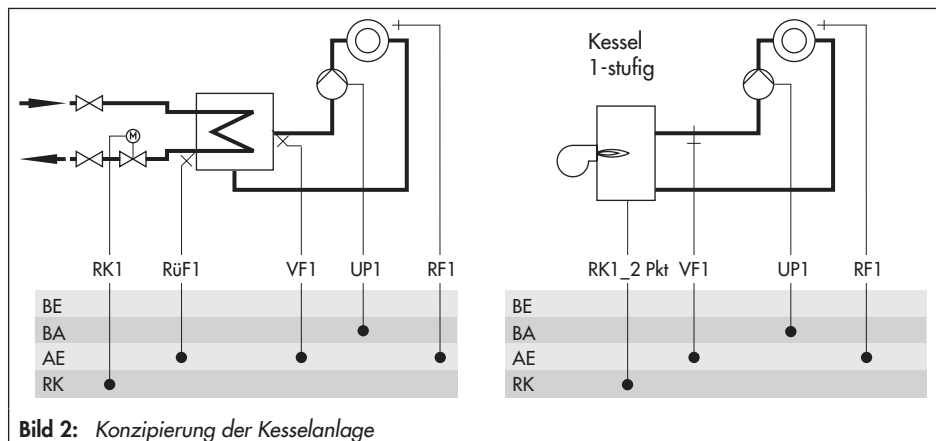 Kessel
1-stufig
M
RK1 RüF1 VF1 UP1 RF1
BE
BA
AE
RK
RK1_2 Pkt VF1 UP1 RF1
BE
BA
AE
RK
Bild 2: Konzipierung der Kesselanlage